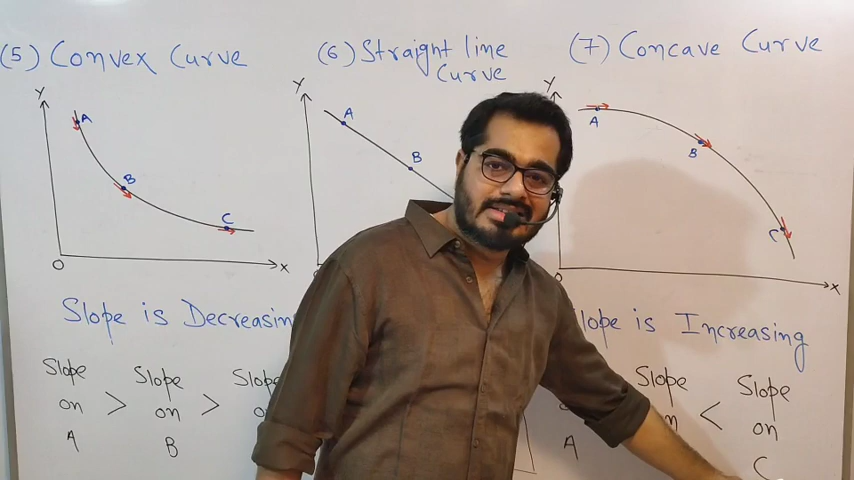 (5) Convex Curve
(6) Straight line
Curve
(7) Concave Curve
Y
A
B
C
O
X
Y
A
B
Y
A
B
C
O
X
Slope is Decreasin
lope is Increasing
Slope
on
A
>
Slope
on
B
>
Slop
o
A
Slope
n
<
Slope
on
C